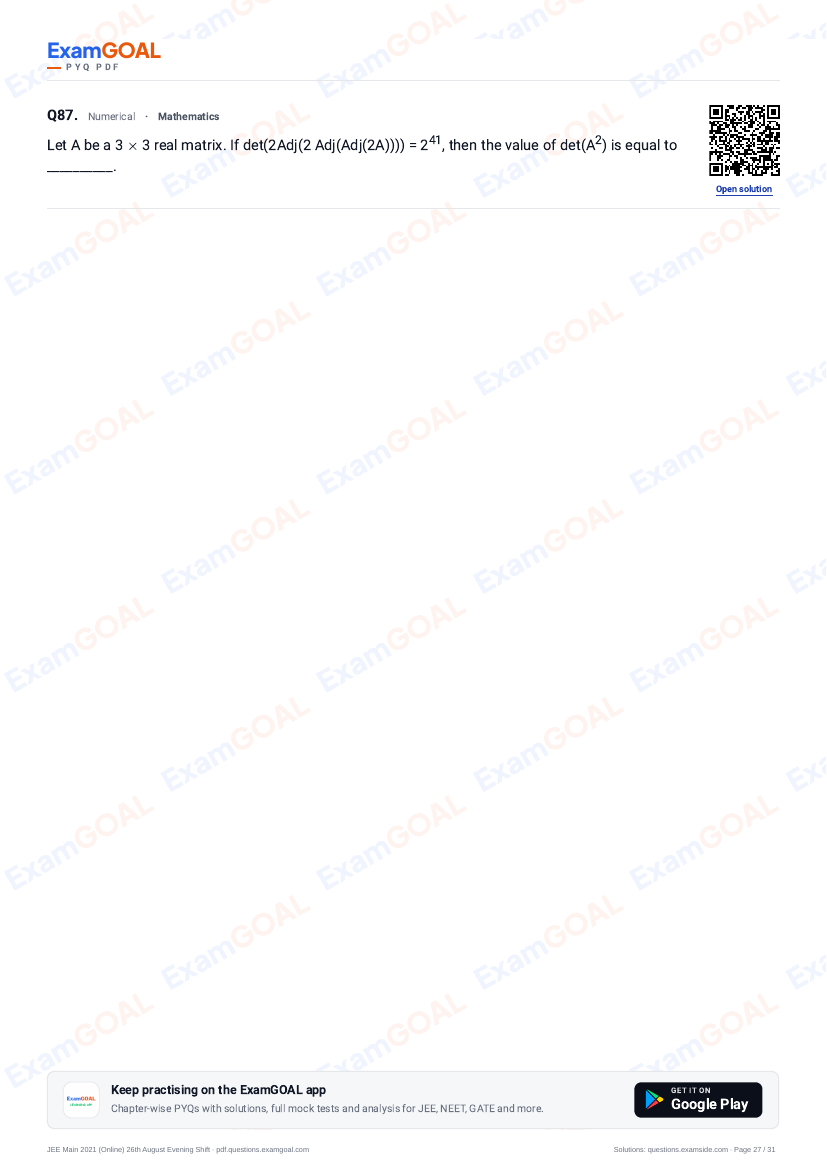 ExamGOAL
PYQ PDF
Q87. Numerical · Mathematics
Let A be a 3 × 3 real matrix. If det(2Adj(2 Adj(Adj(2A)))) = 2^41, then the value of det(A^2) is equal to
__________.
Open solution
Keep practising on the ExamGOAL app
Chapter-wise PYQs with solutions, full mock tests and analysis for JEE, NEET, GATE and more.
GET IT ON
Google Play
JEE Main 2021 (Online) 26th August Evening Shift · pdf.questions.examgoal.com
Solutions: questions.examside.com · Page 27 / 31